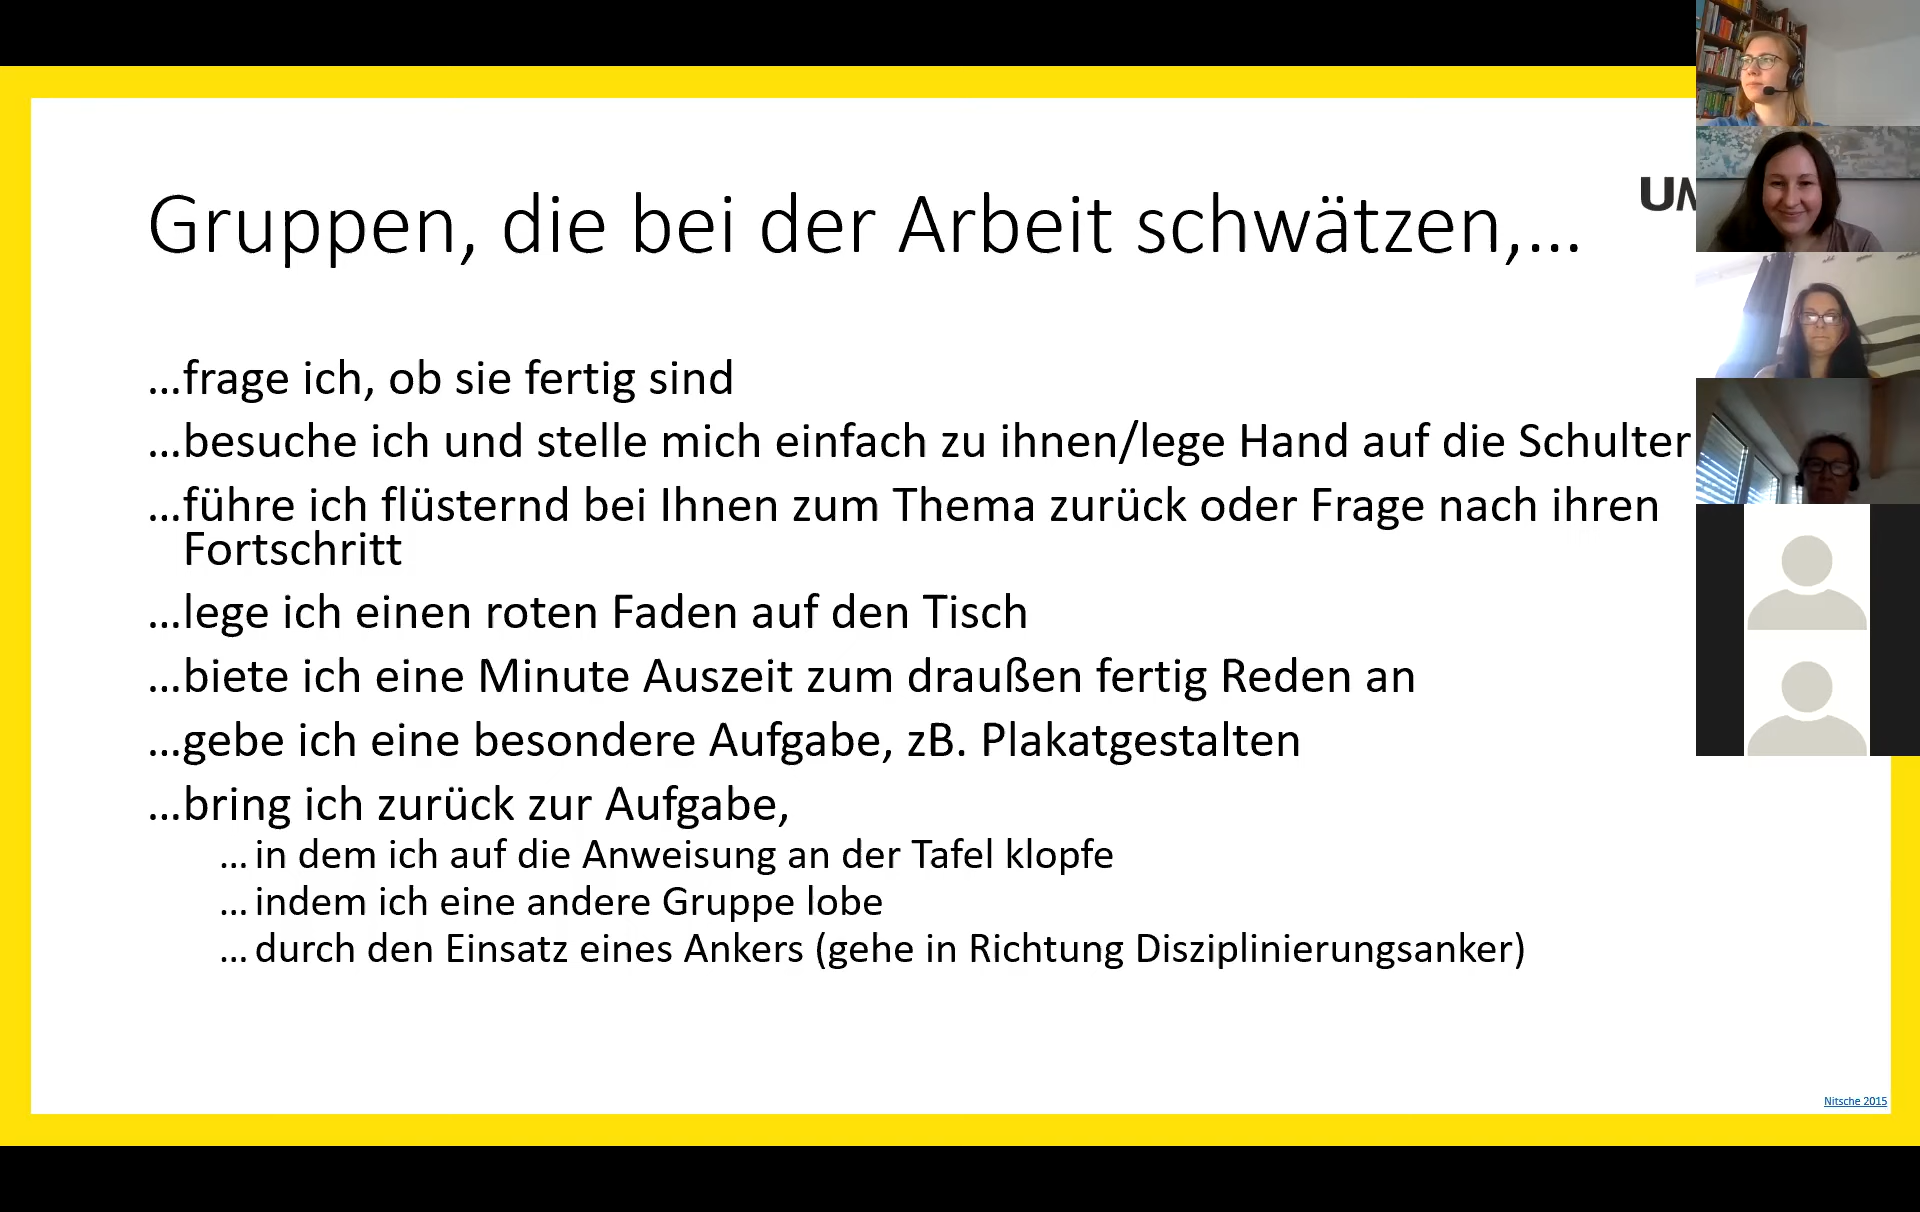 Gruppen, die bei der Arbeit schwätzen,...
...frage ich, ob sie fertig sind
...besuche ich und stelle mich einfach zu ihnen/lege Hand auf die Schulter
...führe ich flüsternd bei Ihnen zum Thema zurück oder Frage nach ihren
Fortschritt
...lege ich einen roten Faden auf den Tisch
...biete ich eine Minute Auszeit zum draußen fertig Reden an
...gebe ich eine besondere Aufgabe, zB. Plakatgestalten
...bring ich zurück zur Aufgabe,
... in dem ich auf die Anweisung an der Tafel klopfe
... indem ich eine andere Gruppe lobe
... durch den Einsatz eines Ankers (gehe in Richtung Disziplinierungsanker)
Nitsche 2015